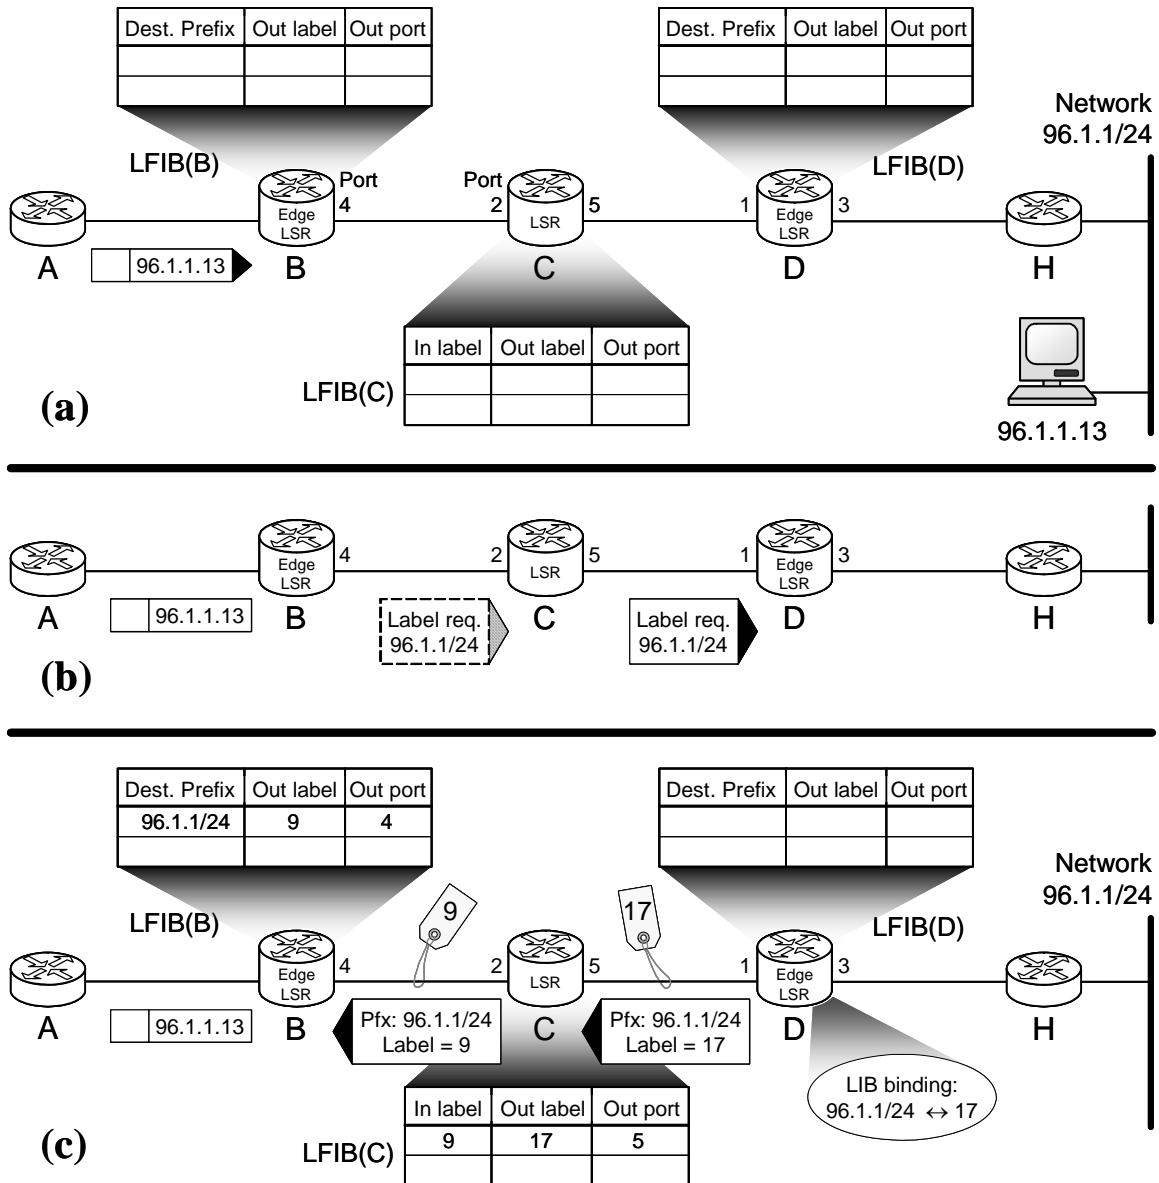 Dest. Prefix Out label Out port
Dest. Prefix Out label Out port
Network
96.1.1/24
LFIB(B)
LFIB(D)
Port
Port
4
2
5
1
3
Edge
LSR
LSR
Edge
LSR
A
96.1.1.13
B
C
D
H
In label Out label Out port
LFIB(C)
(a)
96.1.1.13
4
2
5
1
3
Edge
LSR
LSR
Edge
LSR
A
96.1.1.13
B
Label req.
96.1.1/24
C
Label req.
96.1.1/24
D
H
(b)
Dest. Prefix Out label Out port
96.1.1/24 9 4
Dest. Prefix Out label Out port
Network
96.1.1/24
LFIB(B)
9
17
LFIB(D)
4
2
5
1
3
Edge
LSR
LSR
Edge
LSR
A
96.1.1.13
B
Pfx: 96.1.1/24
Label = 9
C
Pfx: 96.1.1/24
Label = 17
D
H
LIB binding:
96.1.1/24 ↔ 17
In label Out label Out port
9 17 5
LFIB(C)
(c)